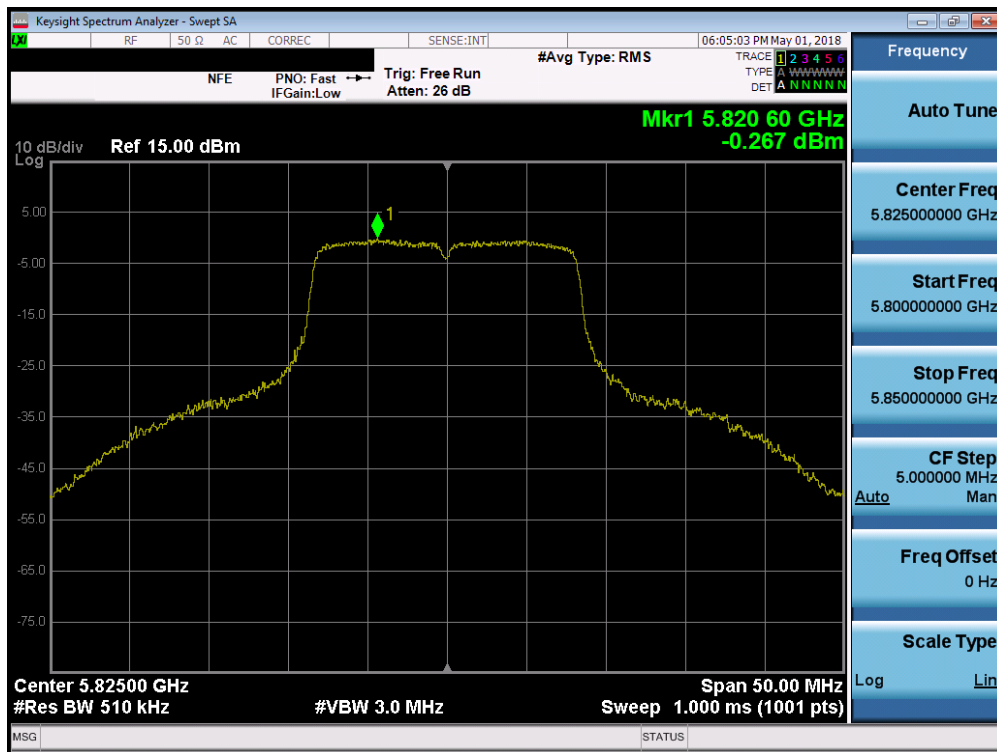 Keysight Spectrum Analyzer - Swept SA
LXI
RF 50 Ω AC CORREC SENSE:INT 06:05:03 PM May 01, 2018
#Avg Type: RMS
TRACE 1 2 3 4 5 6
NFE PNO: Fast Trig: Free Run TYPE A WWWWW
IFGain:Low Atten: 26 dB DET A N N N N N
Mkr1 5.820 60 GHz
-0.267 dBm
10 dB/div Ref 15.00 dBm
Log
1
5.00
-5.00
-15.0
-25.0
-35.0
-45.0
-55.0
-65.0
-75.0
Center 5.82500 GHz Span 50.00 MHz
#Res BW 510 kHz #VBW 3.0 MHz Sweep 1.000 ms (1001 pts)
MSG STATUS
Frequency
Auto Tune
Center Freq
5.825000000 GHz
Start Freq
5.800000000 GHz
Stop Freq
5.850000000 GHz
CF Step
5.000000 MHz
Auto Man
Freq Offset
0 Hz
Scale Type
Log Lin